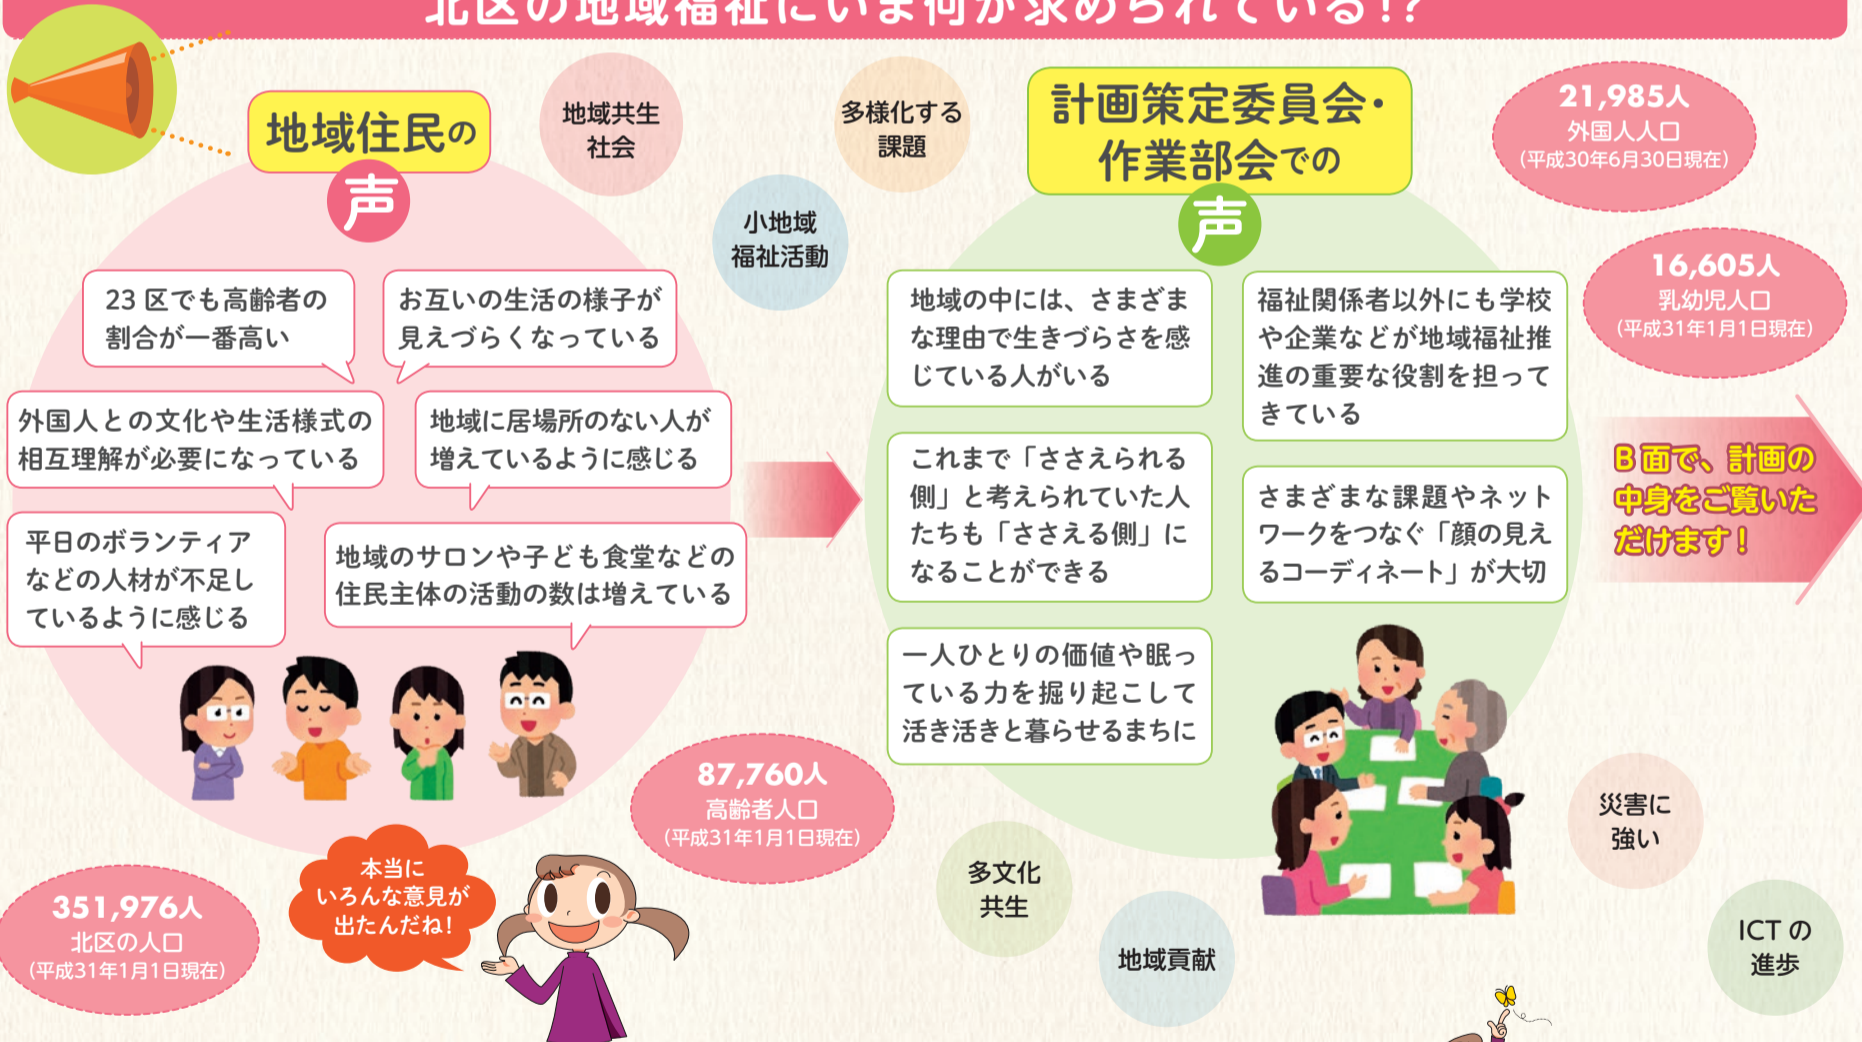 北区の地域福祉にいま何が求められている!?
地域住民の
声
23区でも高齢者の
割合が一番高い
お互いの生活の様子が
見えづらくなっている
外国人との文化や生活様式の
相互理解が必要になっている
地域に居場所のない人が
増えているように感じる
平日のボランティア
などの人材が不足し
ているように感じる
地域のサロンや子ども食堂などの
住民主体の活動の数は増えている
地域共生
社会
多様化する
課題
小地域
福祉活動
計画策定委員会・
作業部会での
声
地域の中には、さまざま
な理由で生きづらさを感
じている人がいる
福祉関係者以外にも学校
や企業などが地域福祉推
進の重要な役割を担って
きている
これまで「ささえられる
側」と考えられていた人
たちも「ささえる側」に
なることができる
さまざまな課題やネット
ワークをつなぐ「顔の見え
るコーディネート」が大切
一人ひとりの価値や眠っ
ている力を掘り起こして
活き活きと暮らせるまちに
21,985人
外国人人口
(平成30年6月30日現在)
16,605人
乳幼児人口
(平成31年1月1日現在)
B面で、計画の
中身をご覧いた
だけます!
87,760人
高齢者人口
(平成31年1月1日現在)
351,976人
北区の人口
(平成31年1月1日現在)
本当に
いろんな意見が
出たんだね!
多文化
共生
地域貢献
災害に
強い
ICTの
進歩